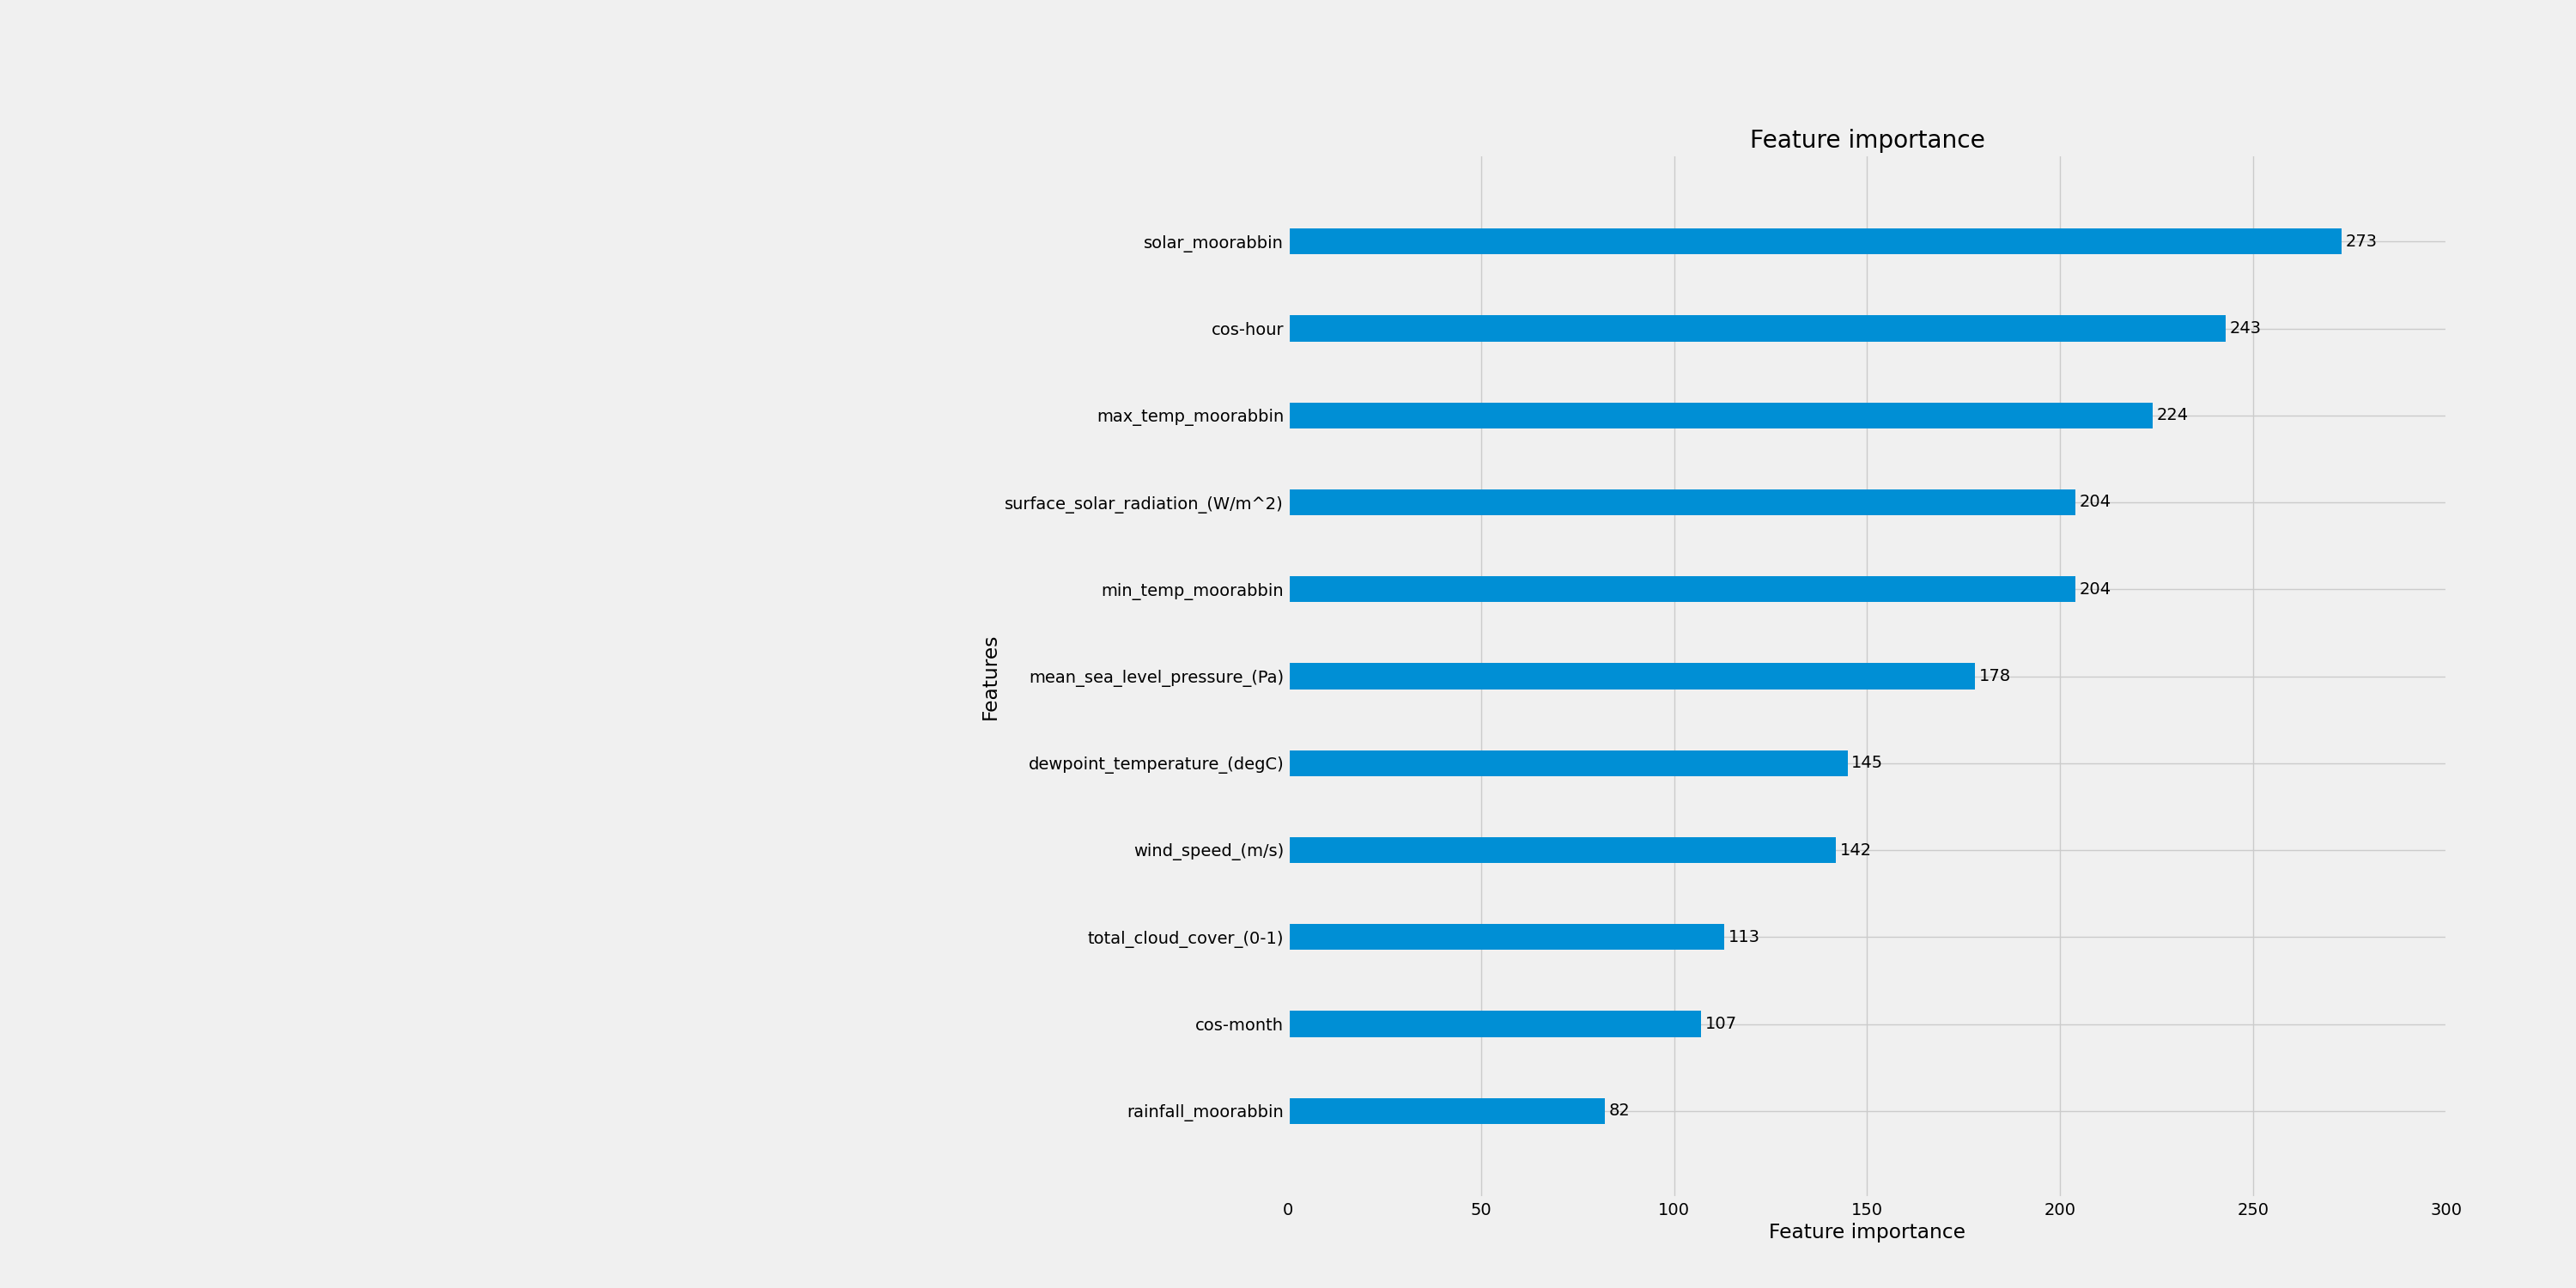 Feature importance
solar_moorabbin 273
cos-hour 243
max_temp_moorabbin 224
surface_solar_radiation_(W/m^2) 204
min_temp_moorabbin 204
Features
mean_sea_level_pressure_(Pa) 178
dewpoint_temperature_(degC) 145
wind_speed_(m/s) 142
total_cloud_cover_(0-1) 113
cos-month 107
rainfall_moorabbin 82
0 50 100 150 200 250 300
Feature importance